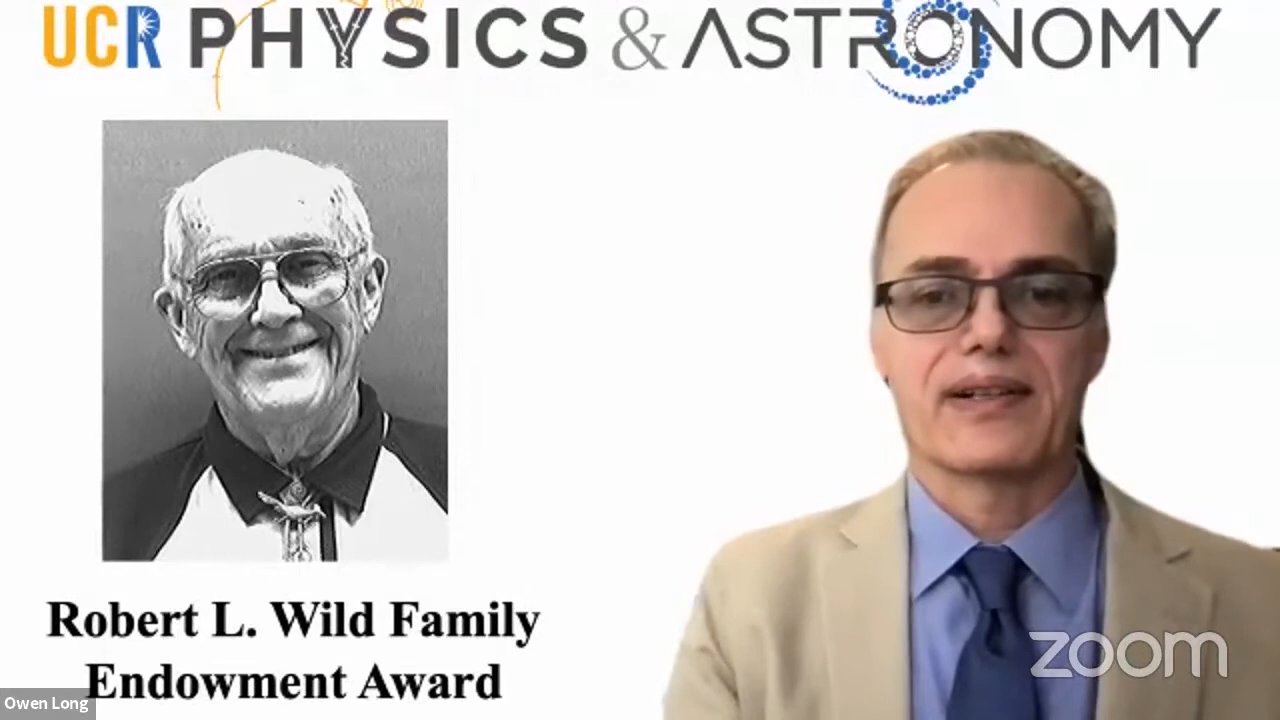 UCR PHYSICS & ASTRONOMY
Robert L. Wild Family
Endowment Award
zoom
Owen Long